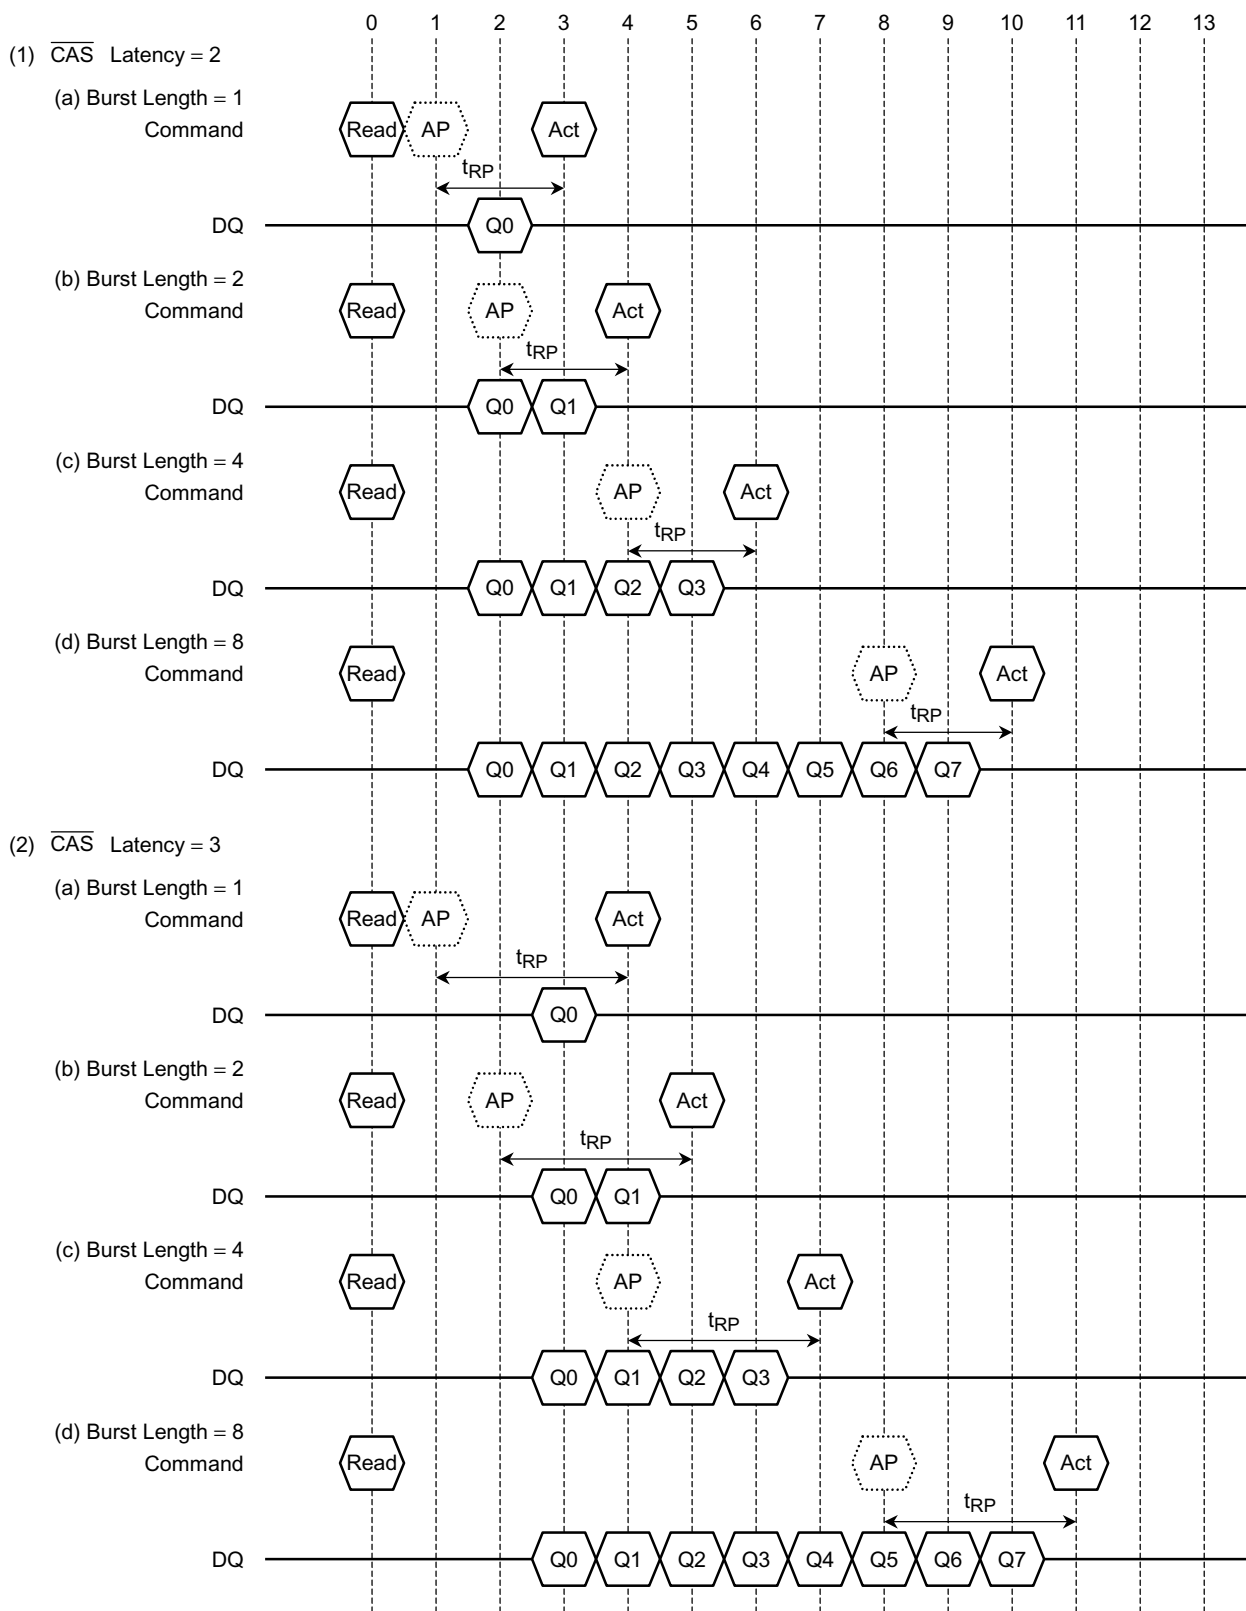 0 1 2 3 4 5 6 7 8 9 10 11 12 13
(1) CAS Latency = 2
(a) Burst Length = 1
Command Read AP Act
tRP
DQ Q0
(b) Burst Length = 2
Command Read AP Act
tRP
DQ Q0 Q1
(c) Burst Length = 4
Command Read AP Act
tRP
DQ Q0 Q1 Q2 Q3
(d) Burst Length = 8
Command Read AP Act
tRP
DQ Q0 Q1 Q2 Q3 Q4 Q5 Q6 Q7
(2) CAS Latency = 3
(a) Burst Length = 1
Command Read AP Act
tRP
DQ Q0
(b) Burst Length = 2
Command Read AP Act
tRP
DQ Q0 Q1
(c) Burst Length = 4
Command Read AP Act
tRP
DQ Q0 Q1 Q2 Q3
(d) Burst Length = 8
Command Read AP Act
tRP
DQ Q0 Q1 Q2 Q3 Q4 Q5 Q6 Q7